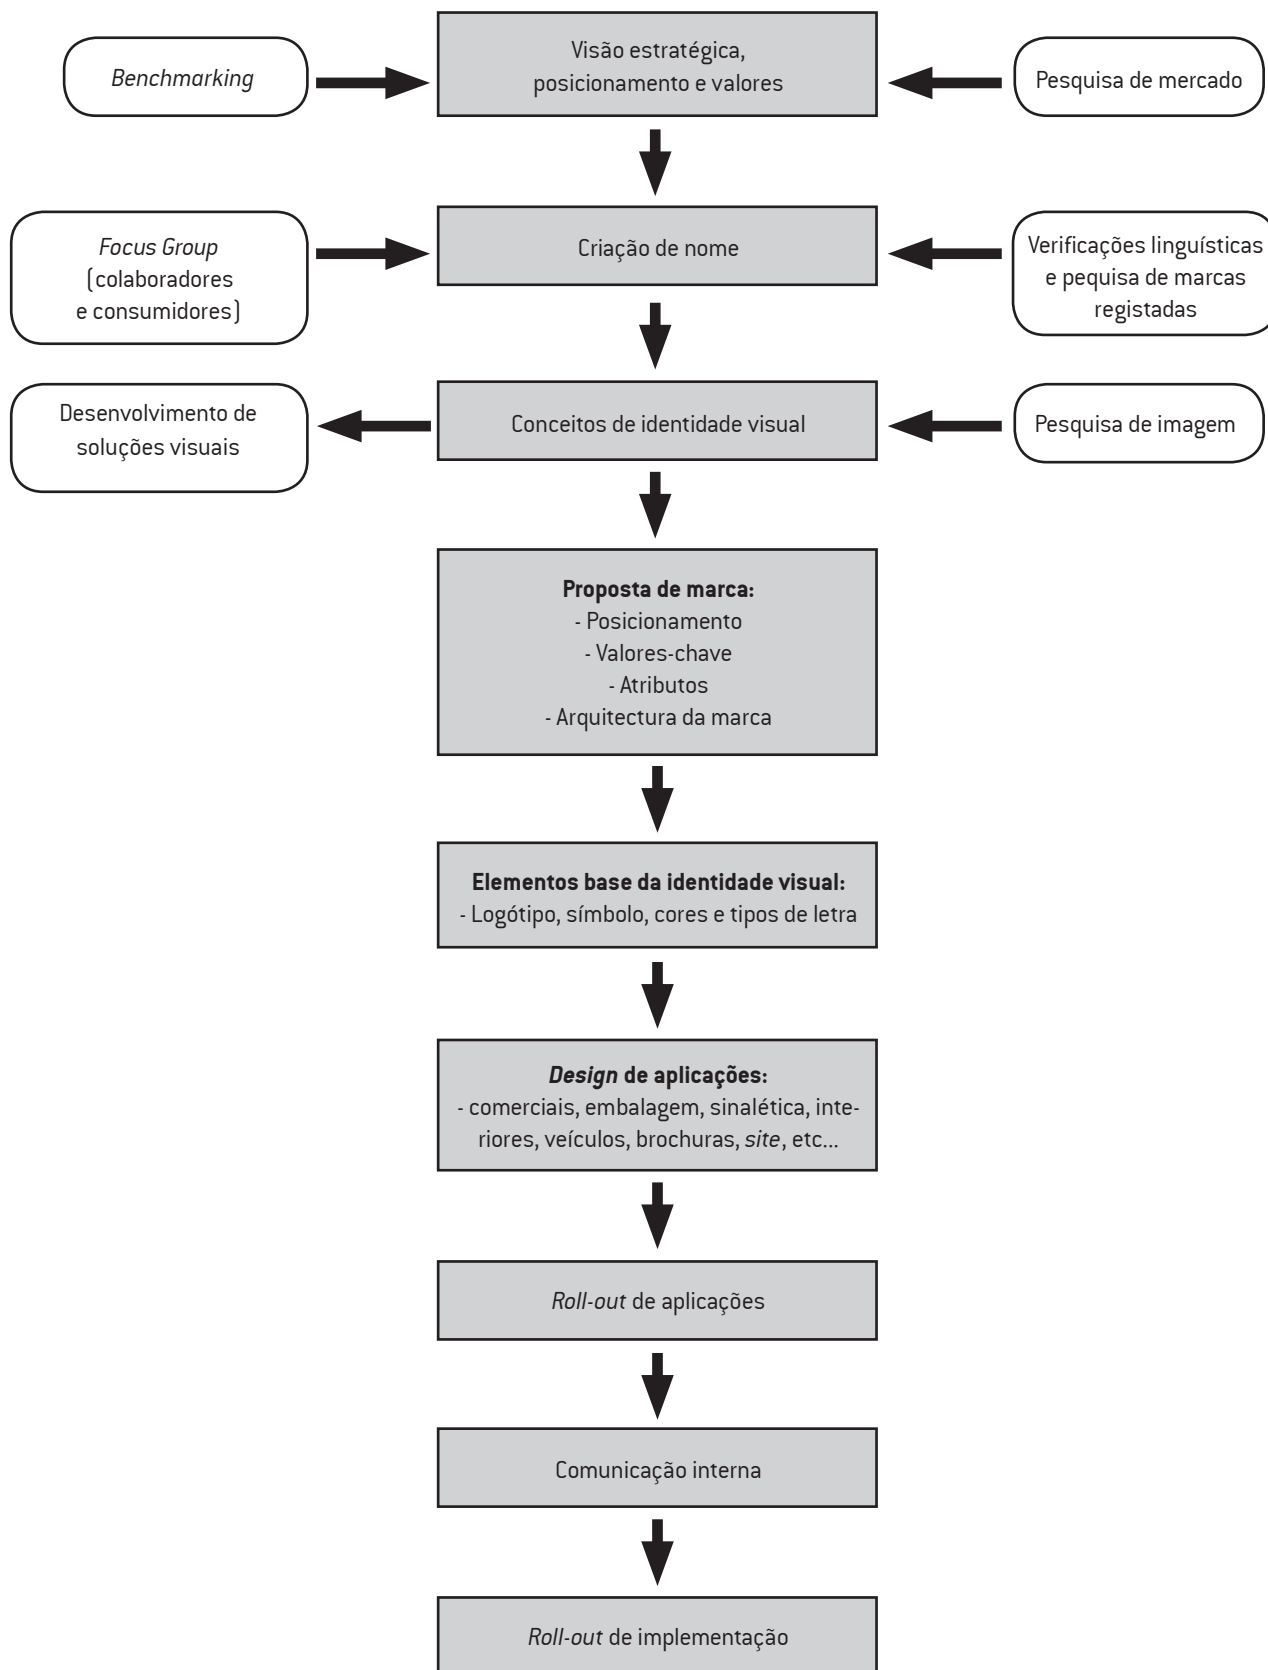 Benchmarking
Visão estratégica,
posicionamento e valores
Pesquisa de mercado
Focus Group
(colaboradores
e consumidores)
Criação de nome
Verificações linguísticas
e pequisa de marcas
registadas
Desenvolvimento de
soluções visuais
Conceitos de identidade visual
Pesquisa de imagem
Proposta de marca:
- Posicionamento
- Valores-chave
- Atributos
- Arquitectura da marca
Elementos base da identidade visual:
- Logótipo, símbolo, cores e tipos de letra
Design de aplicações:
- comerciais, embalagem, sinalética, inte-
riores, veículos, brochuras, site, etc...
Roll-out de aplicações
Comunicação interna
Roll-out de implementação